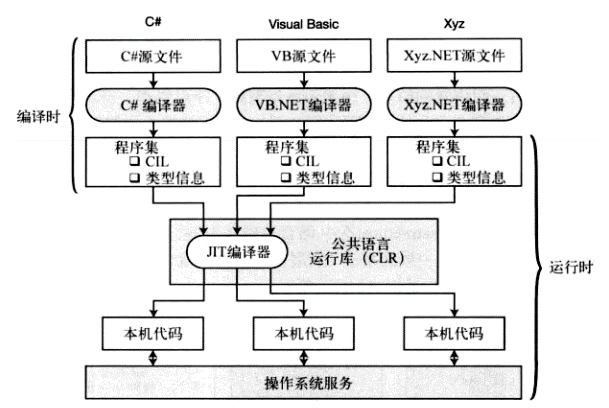 C#
Visual Basic
Xyz
C#源文件
VB源文件
Xyz.NET源文件
编译时
C# 编译器
VB.NET编译器
Xyz.NET编译器
程序集
CIL
类型信息
程序集
CIL
类型信息
程序集
CIL
类型信息
JIT编译器
公共语言
运行库（CLR）
运行时
本机代码
本机代码
本机代码
操作系统服务